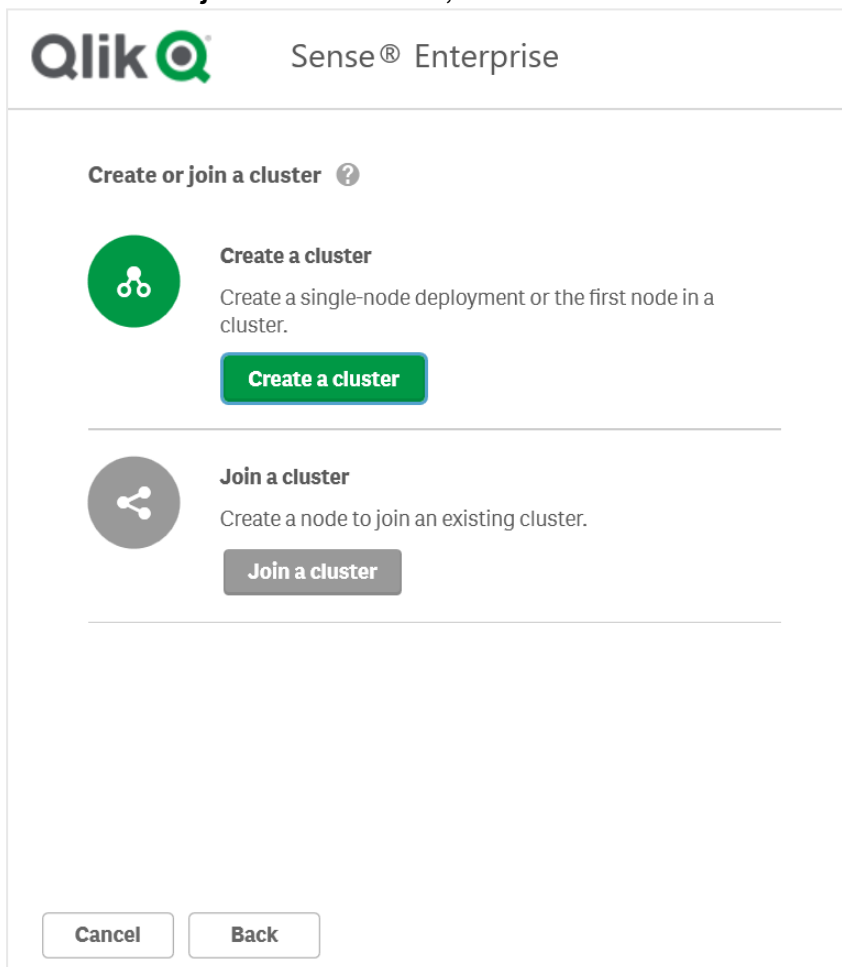 Qlik Sense® Enterprise
Create or join a cluster ?
Create a cluster
Create a single-node deployment or the first node in a
cluster.
Create a cluster
Join a cluster
Create a node to join an existing cluster.
Join a cluster
Cancel Back